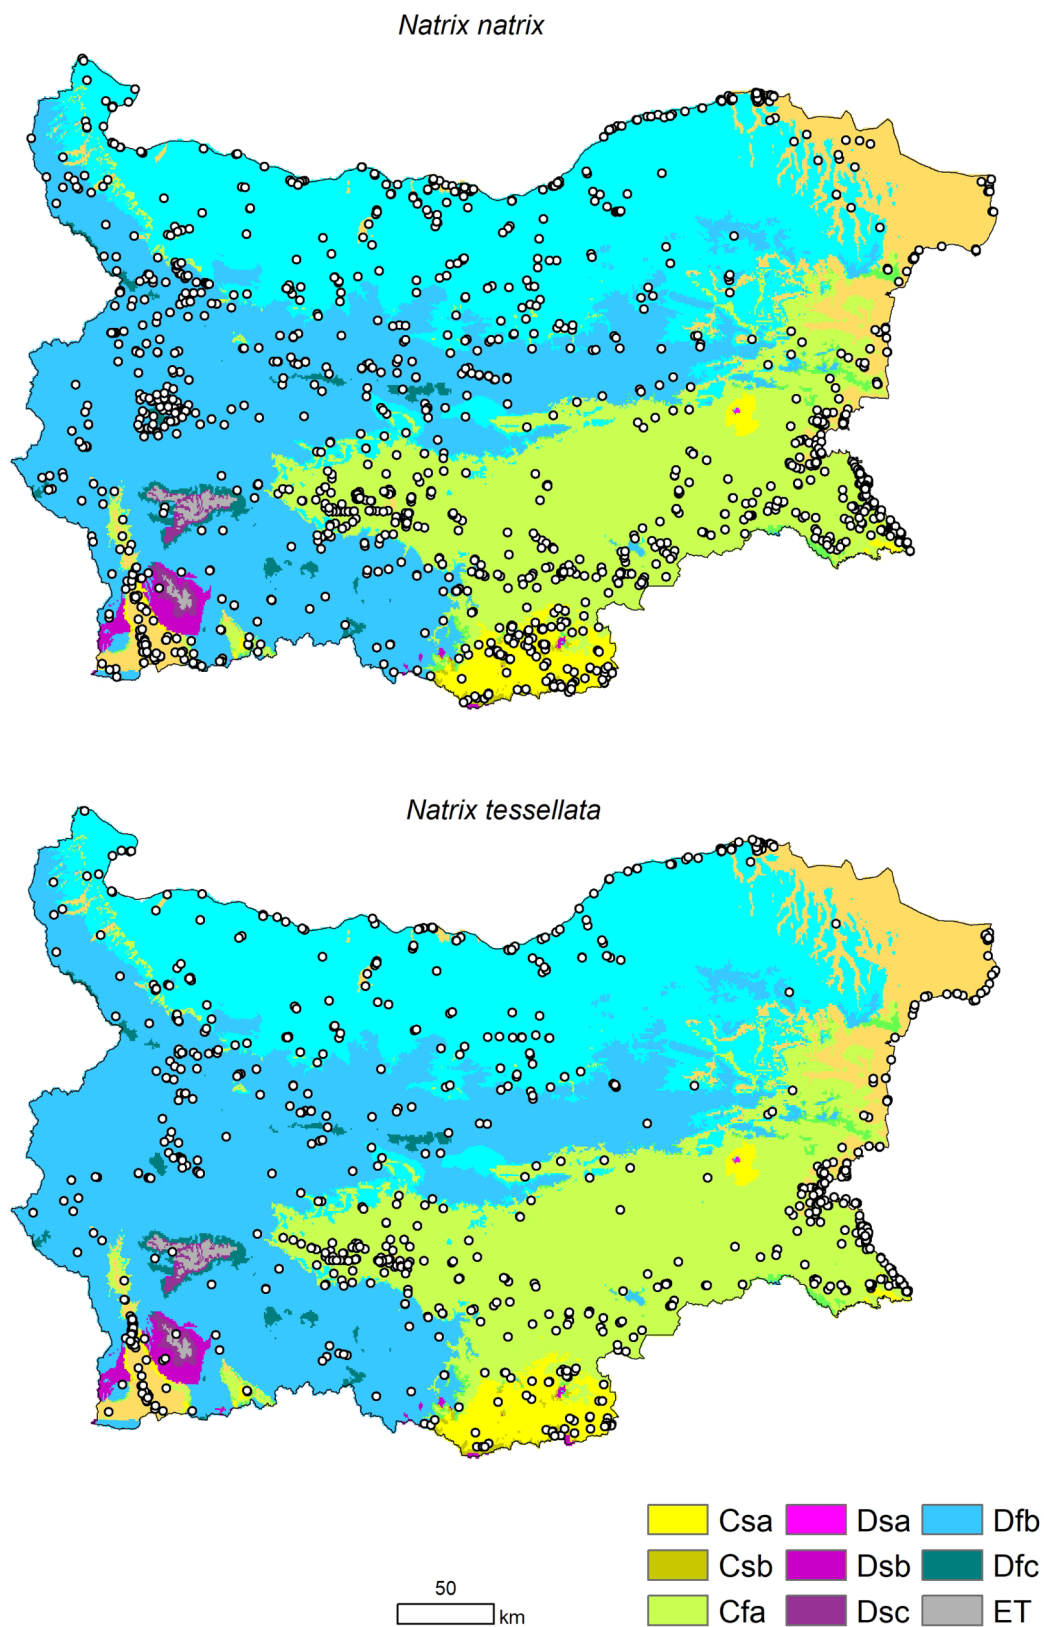 Natrix natrix
Natrix tessellata
Csa Dsa Dfb
Csb Dsb Dfc
Cfa Dsc ET
50
km